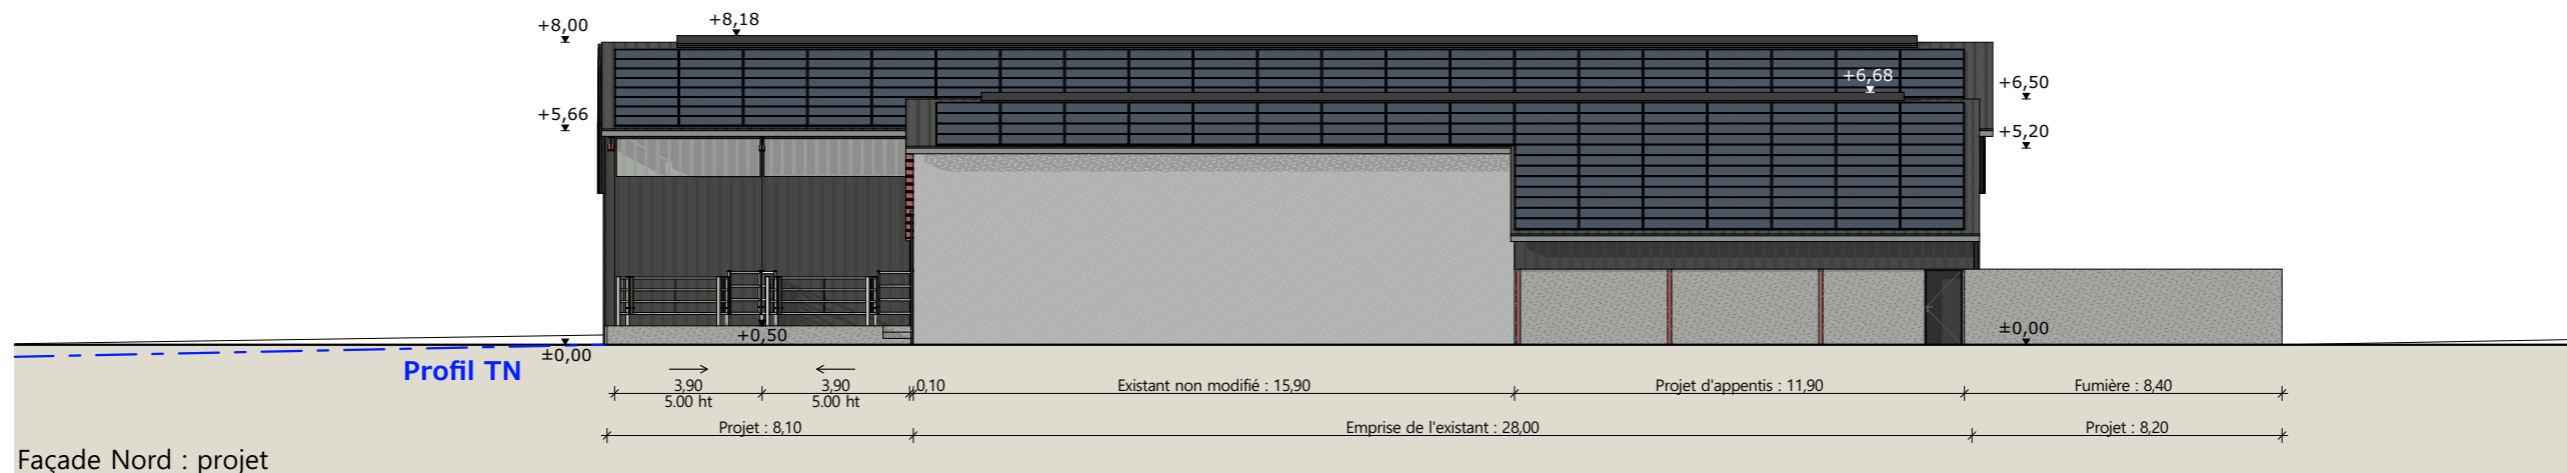 +8,00
+8,18
+6,68
+6,50
+5,66
+5,20
+0,50
±0,00
±0,00
Profil TN
3,90
5.00 ht
3,90
5.00 ht
0,10
Existant non modifié : 15,90
Projet d'appentis : 11,90
Fumière : 8,40
Projet : 8,10
Emprise de l'existant : 28,00
Projet : 8,20
Façade Nord : projet